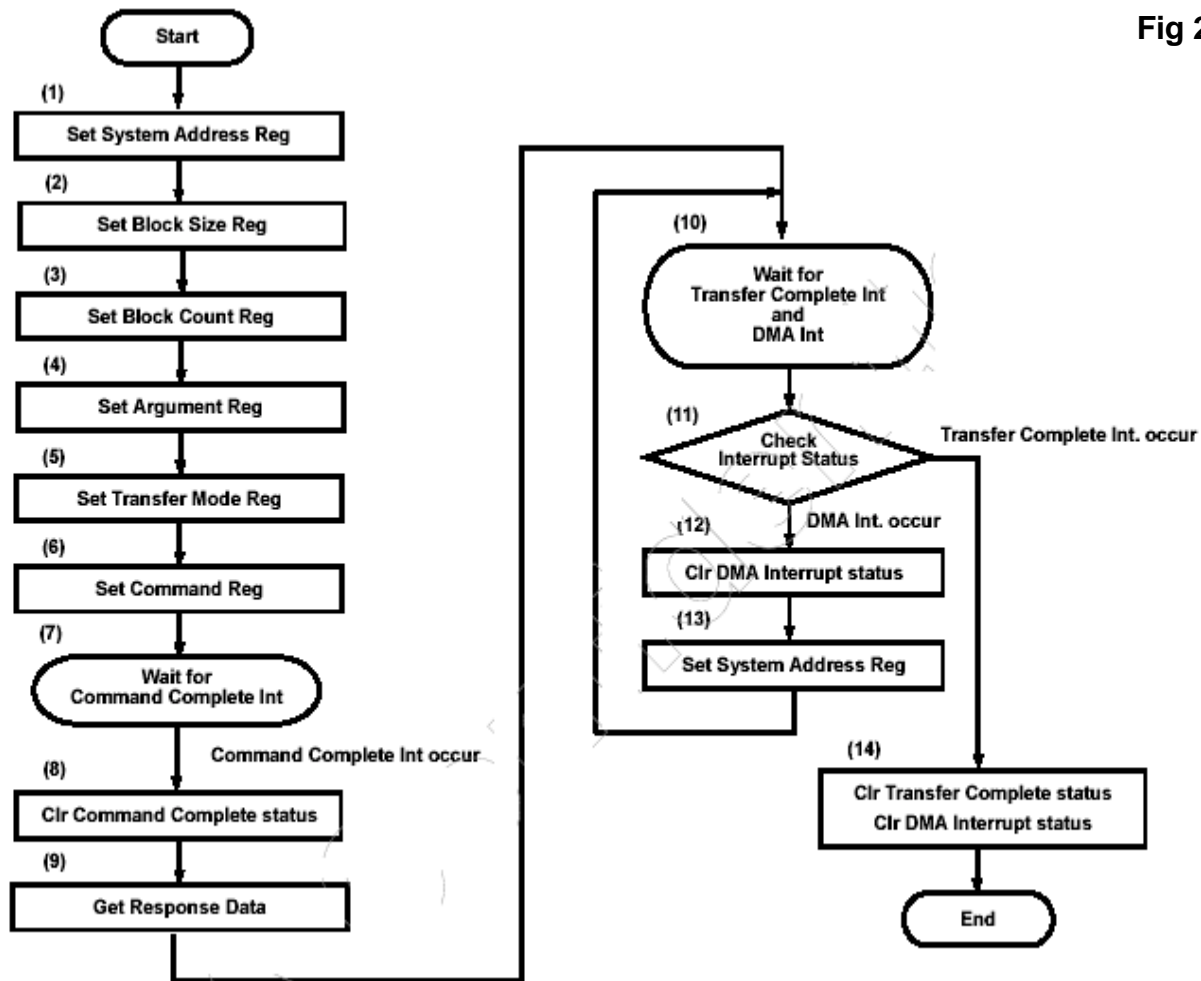 Fig 2
Start
(1)
Set System Address Reg
(2)
Set Block Size Reg
(3)
Set Block Count Reg
(4)
Set Argument Reg
(5)
Set Transfer Mode Reg
(6)
Set Command Reg
(7)
Wait for
Command Complete Int
Command Complete Int occur
(8)
Clr Command Complete status
(9)
Get Response Data
(10)
Wait for
Transfer Complete Int
and
DMA Int
(11)
Check
Interrupt Status
Transfer Complete Int. occur
DMA Int. occur
(12)
Clr DMA Interrupt status
(13)
Set System Address Reg
(14)
Clr Transfer Complete status
Clr DMA Interrupt status
End